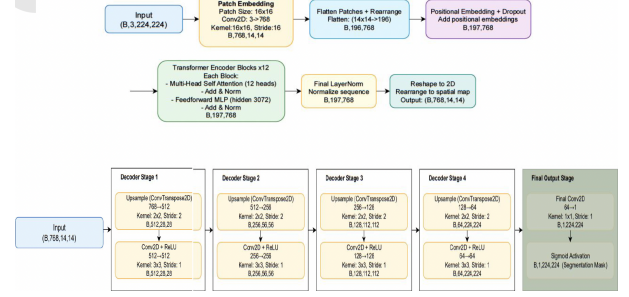 Input
(B,3,224,224)
Patch Embedding
Patch Size: 16x16
Conv2D: 3->768
Kernel:16x16, Stride:16
B,768,14,14
Flatten Patches + Rearrange
Flatten: (14x14->196)
B,196,768
Positional Embedding + Dropout
Add positional embeddings
B,197,768
Transformer Encoder Blocks x12
Each Block:
- Multi-Head Self Attention (12 heads)
- Add & Norm
- Feedforward MLP (hidden 3072)
- Add & Norm
B,197,768
Final LayerNorm
Normalize sequence
B,197,768
Reshape to 2D
Rearrange to spatial map
Output: (B,768,14,14)
Input
(B,768,14,14)
Decoder Stage 1
Upsample (ConvTranspose2D)
768→512
Kernel: 2x2, Stride: 2
B,512,28,28
Conv2D + ReLU
512→512
Kernel: 3x3, Stride: 1
B,512,28,28
Decoder Stage 2
Upsample (ConvTranspose2D)
512→256
Kernel: 2x2, Stride: 2
B,256,56,56
Conv2D + ReLU
256→256
Kernel: 3x3, Stride: 1
B,256,56,56
Decoder Stage 3
Upsample (ConvTranspose2D)
256→128
Kernel: 2x2, Stride: 2
B,128,112,112
Conv2D + ReLU
128→128
Kernel: 3x3, Stride: 1
B,128,112,112
Decoder Stage 4
Upsample (ConvTranspose2D)
128→64
Kernel: 2x2, Stride: 2
B,64,224,224
Conv2D + ReLU
64→64
Kernel: 3x3, Stride: 1
B,64,224,224
Final Output Stage
Final Conv2D
64→1
Kernel: 1x1, Stride: 1
B,1,224,224
Sigmoid Activation
B,1,224,224 (Segmentation Mask)